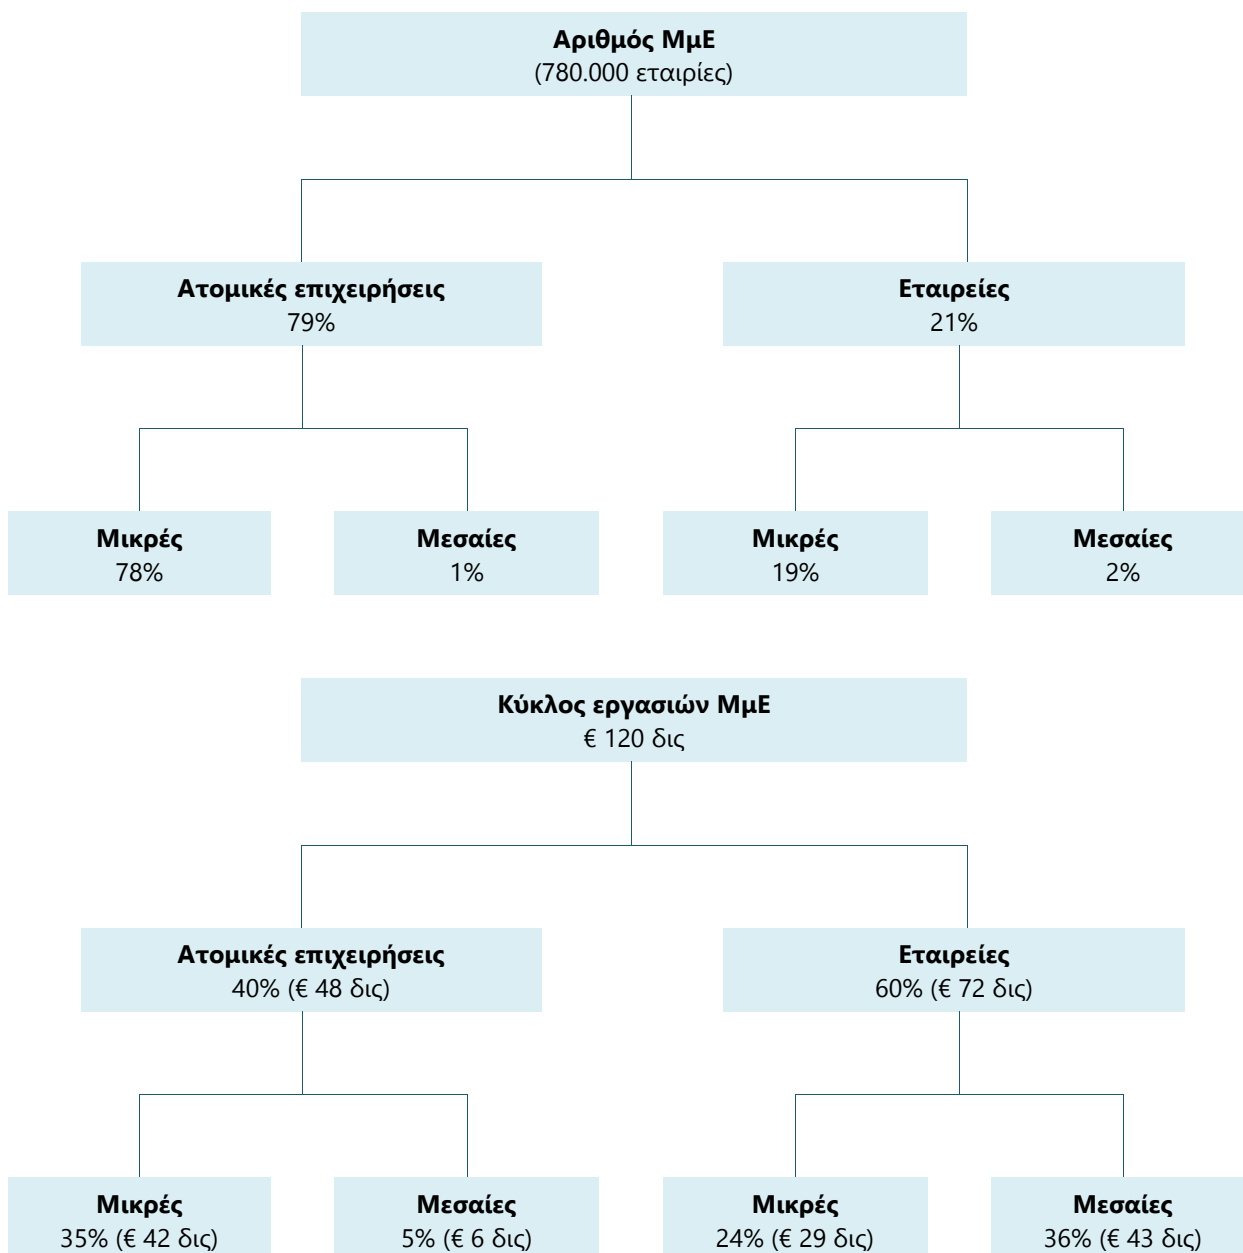 Αριθμός ΜμΕ
(780.000 εταιρίες)
Ατομικές επιχειρήσεις
79%
Εταιρείες
21%
Μικρές
78%
Μεσαίες
1%
Μικρές
19%
Μεσαίες
2%
Κύκλος εργασιών ΜμΕ
€ 120 δις
Ατομικές επιχειρήσεις
40% (€ 48 δις)
Εταιρείες
60% (€ 72 δις)
Μικρές
35% (€ 42 δις)
Μεσαίες
5% (€ 6 δις)
Μικρές
24% (€ 29 δις)
Μεσαίες
36% (€ 43 δις)